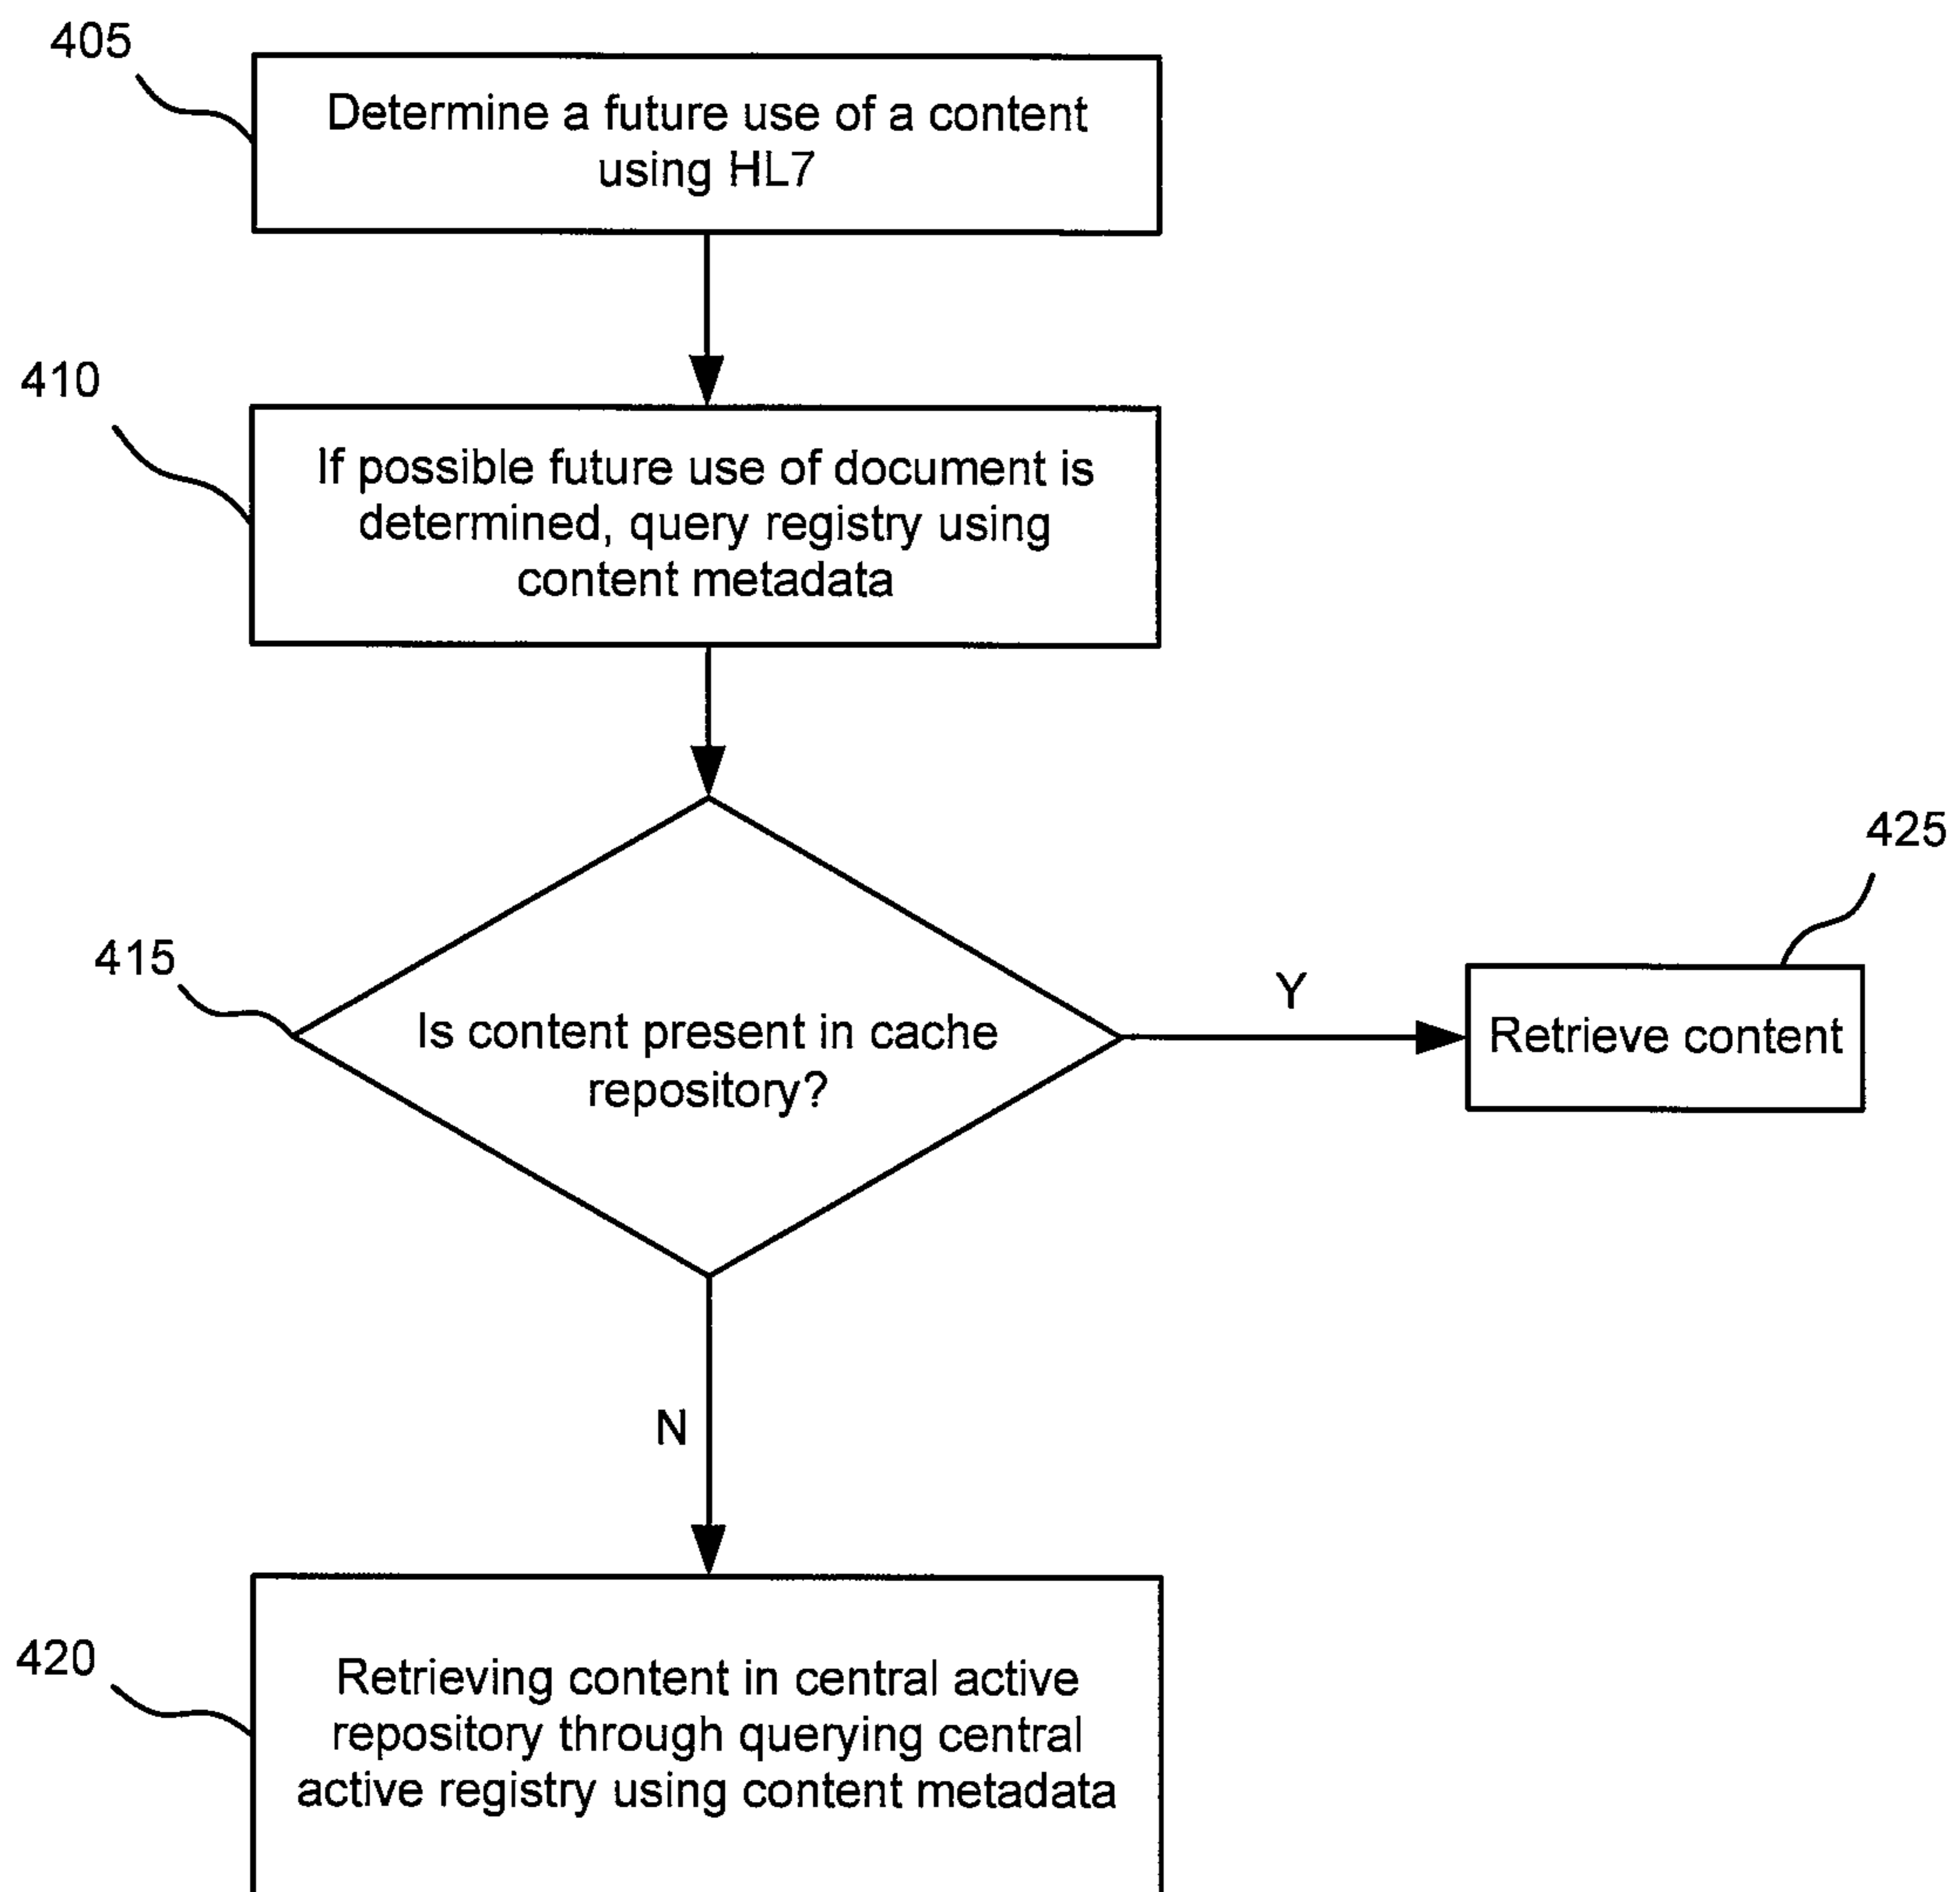 405
Determine a future use of a content
using HL7
410
If possible future use of document is
determined, query registry using
content metadata
415
Is content present in cache
repository?
Y
425
Retrieve content
N
420
Retrieving content in central active
repository through querying central
active registry using content metadata